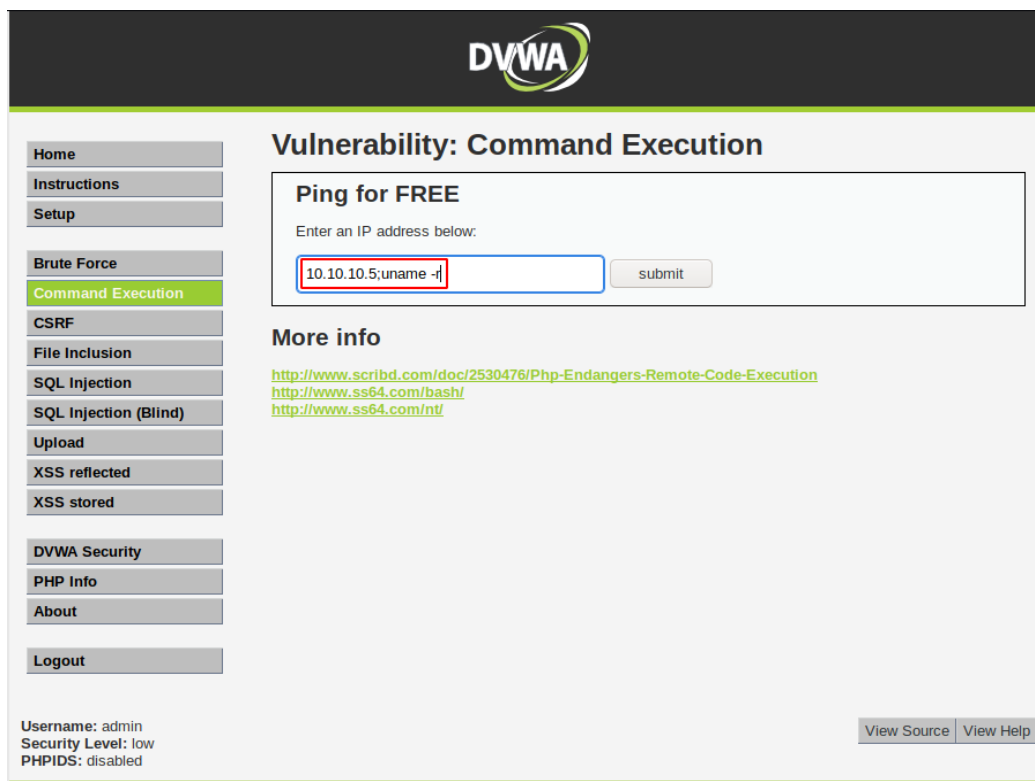 DVWA
Home
Instructions
Setup
Brute Force
Command Execution
CSRF
File Inclusion
SQL Injection
SQL Injection (Blind)
Upload
XSS reflected
XSS stored
DVWA Security
PHP Info
About
Logout
Vulnerability: Command Execution
Ping for FREE
Enter an IP address below:
10.10.10.5;uname -r
submit
More info
http://www.scribd.com/doc/2530476/Php-Endangers-Remote-Code-Execution
http://www.ss64.com/bash/
http://www.ss64.com/nt/
Username: admin
Security Level: low
PHPIDS: disabled
View Source View Help